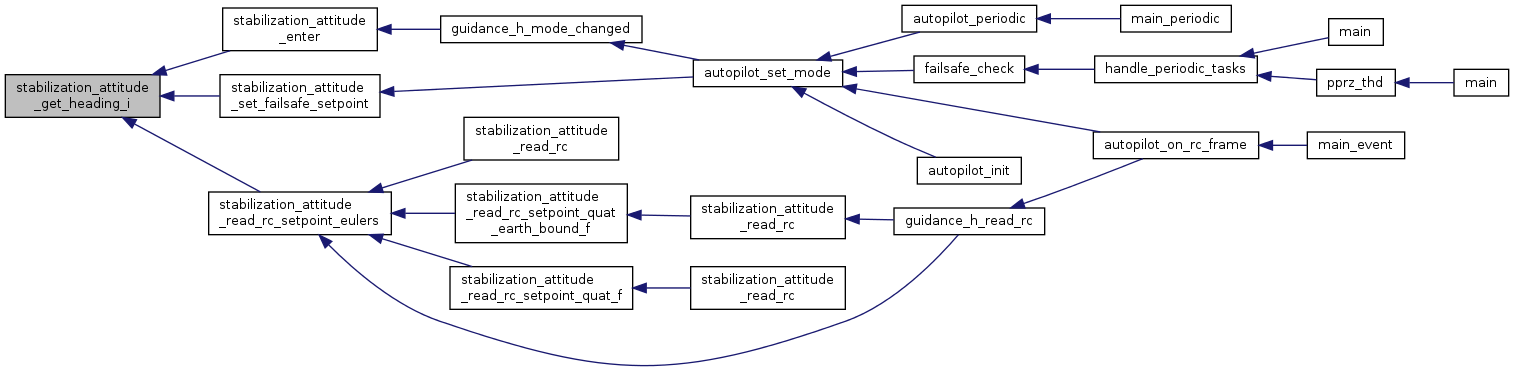 stabilization_attitude
_get_heading_i
stabilization_attitude
_enter
guidance_h_mode_changed
stabilization_attitude
_set_failsafe_setpoint
stabilization_attitude
_read_rc_setpoint_eulers
stabilization_attitude
_read_rc
stabilization_attitude
_read_rc_setpoint_quat
_earth_bound_f
stabilization_attitude
_read_rc_setpoint_quat_f
autopilot_set_mode
stabilization_attitude
_read_rc
stabilization_attitude
_read_rc
autopilot_periodic
failsafe_check
autopilot_init
guidance_h_read_rc
main_periodic
handle_periodic_tasks
autopilot_on_rc_frame
main
pprz_thd
main_event
main